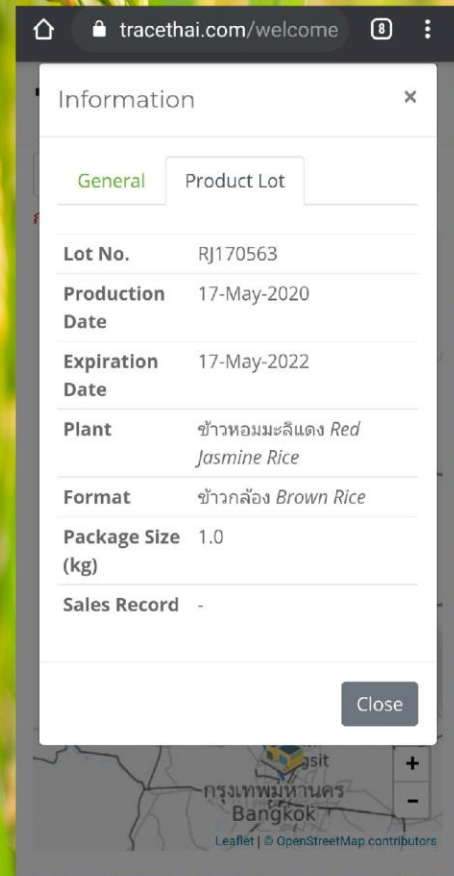 tracethai.com/welcome 8
Information ×
General Product Lot
Lot No. RJ170563
Production Date 17-May-2020
Expiration Date 17-May-2022
Plant ข้าวหอมมะลิแดง Red
Jasmine Rice
Format ข้าวกล้อง Brown Rice
Package Size (kg) 1.0
Sales Record -
Close
กรุงเทพมหานคร
Bangkok
+
-
Leaflet | © OpenStreetMap contributors